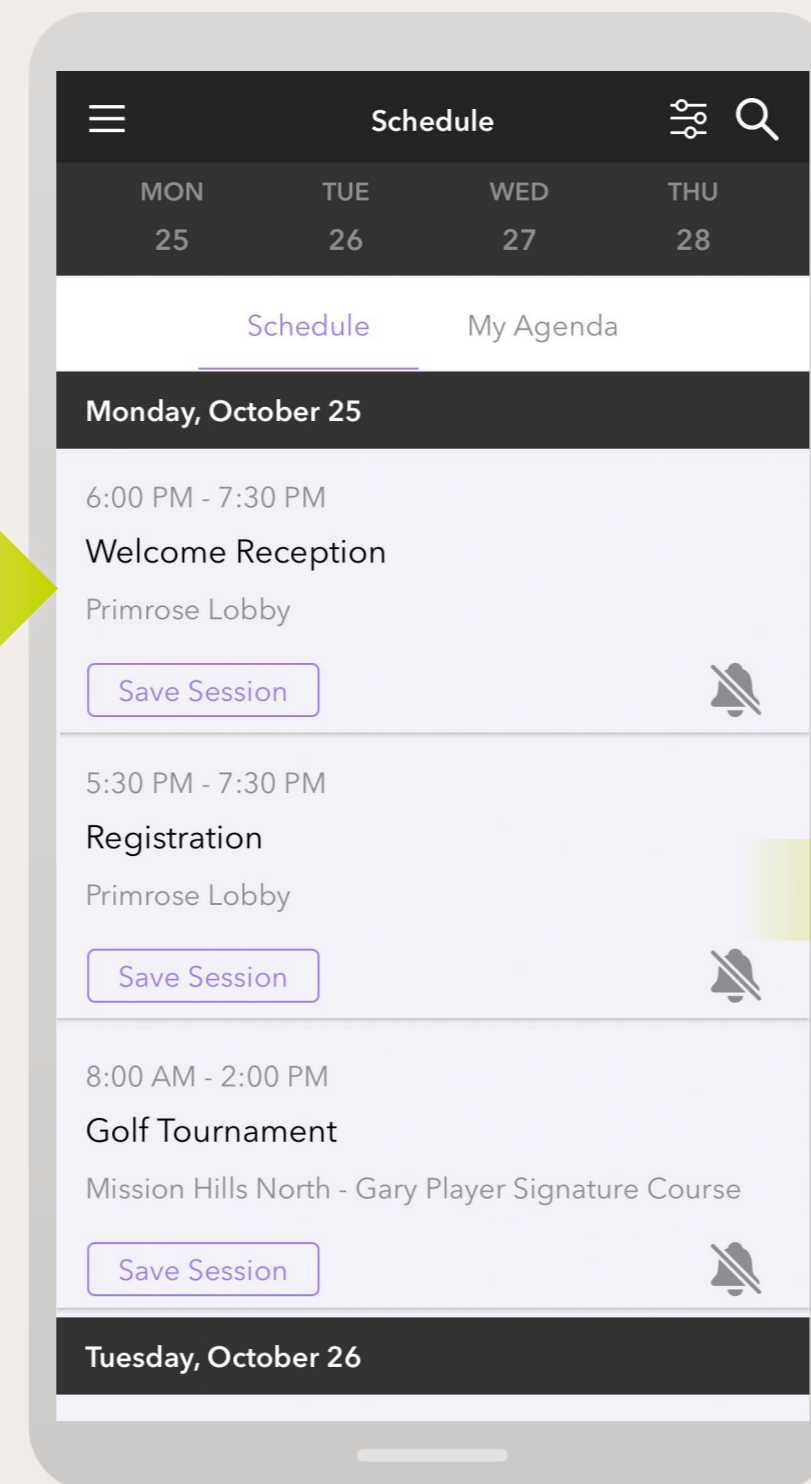 Schedule
MON TUE WED THU
25 26 27 28
Schedule My Agenda
Monday, October 25
6:00 PM - 7:30 PM
Welcome Reception
Primrose Lobby
Save Session
5:30 PM - 7:30 PM
Registration
Primrose Lobby
Save Session
8:00 AM - 2:00 PM
Golf Tournament
Mission Hills North - Gary Player Signature Course
Save Session
Tuesday, October 26